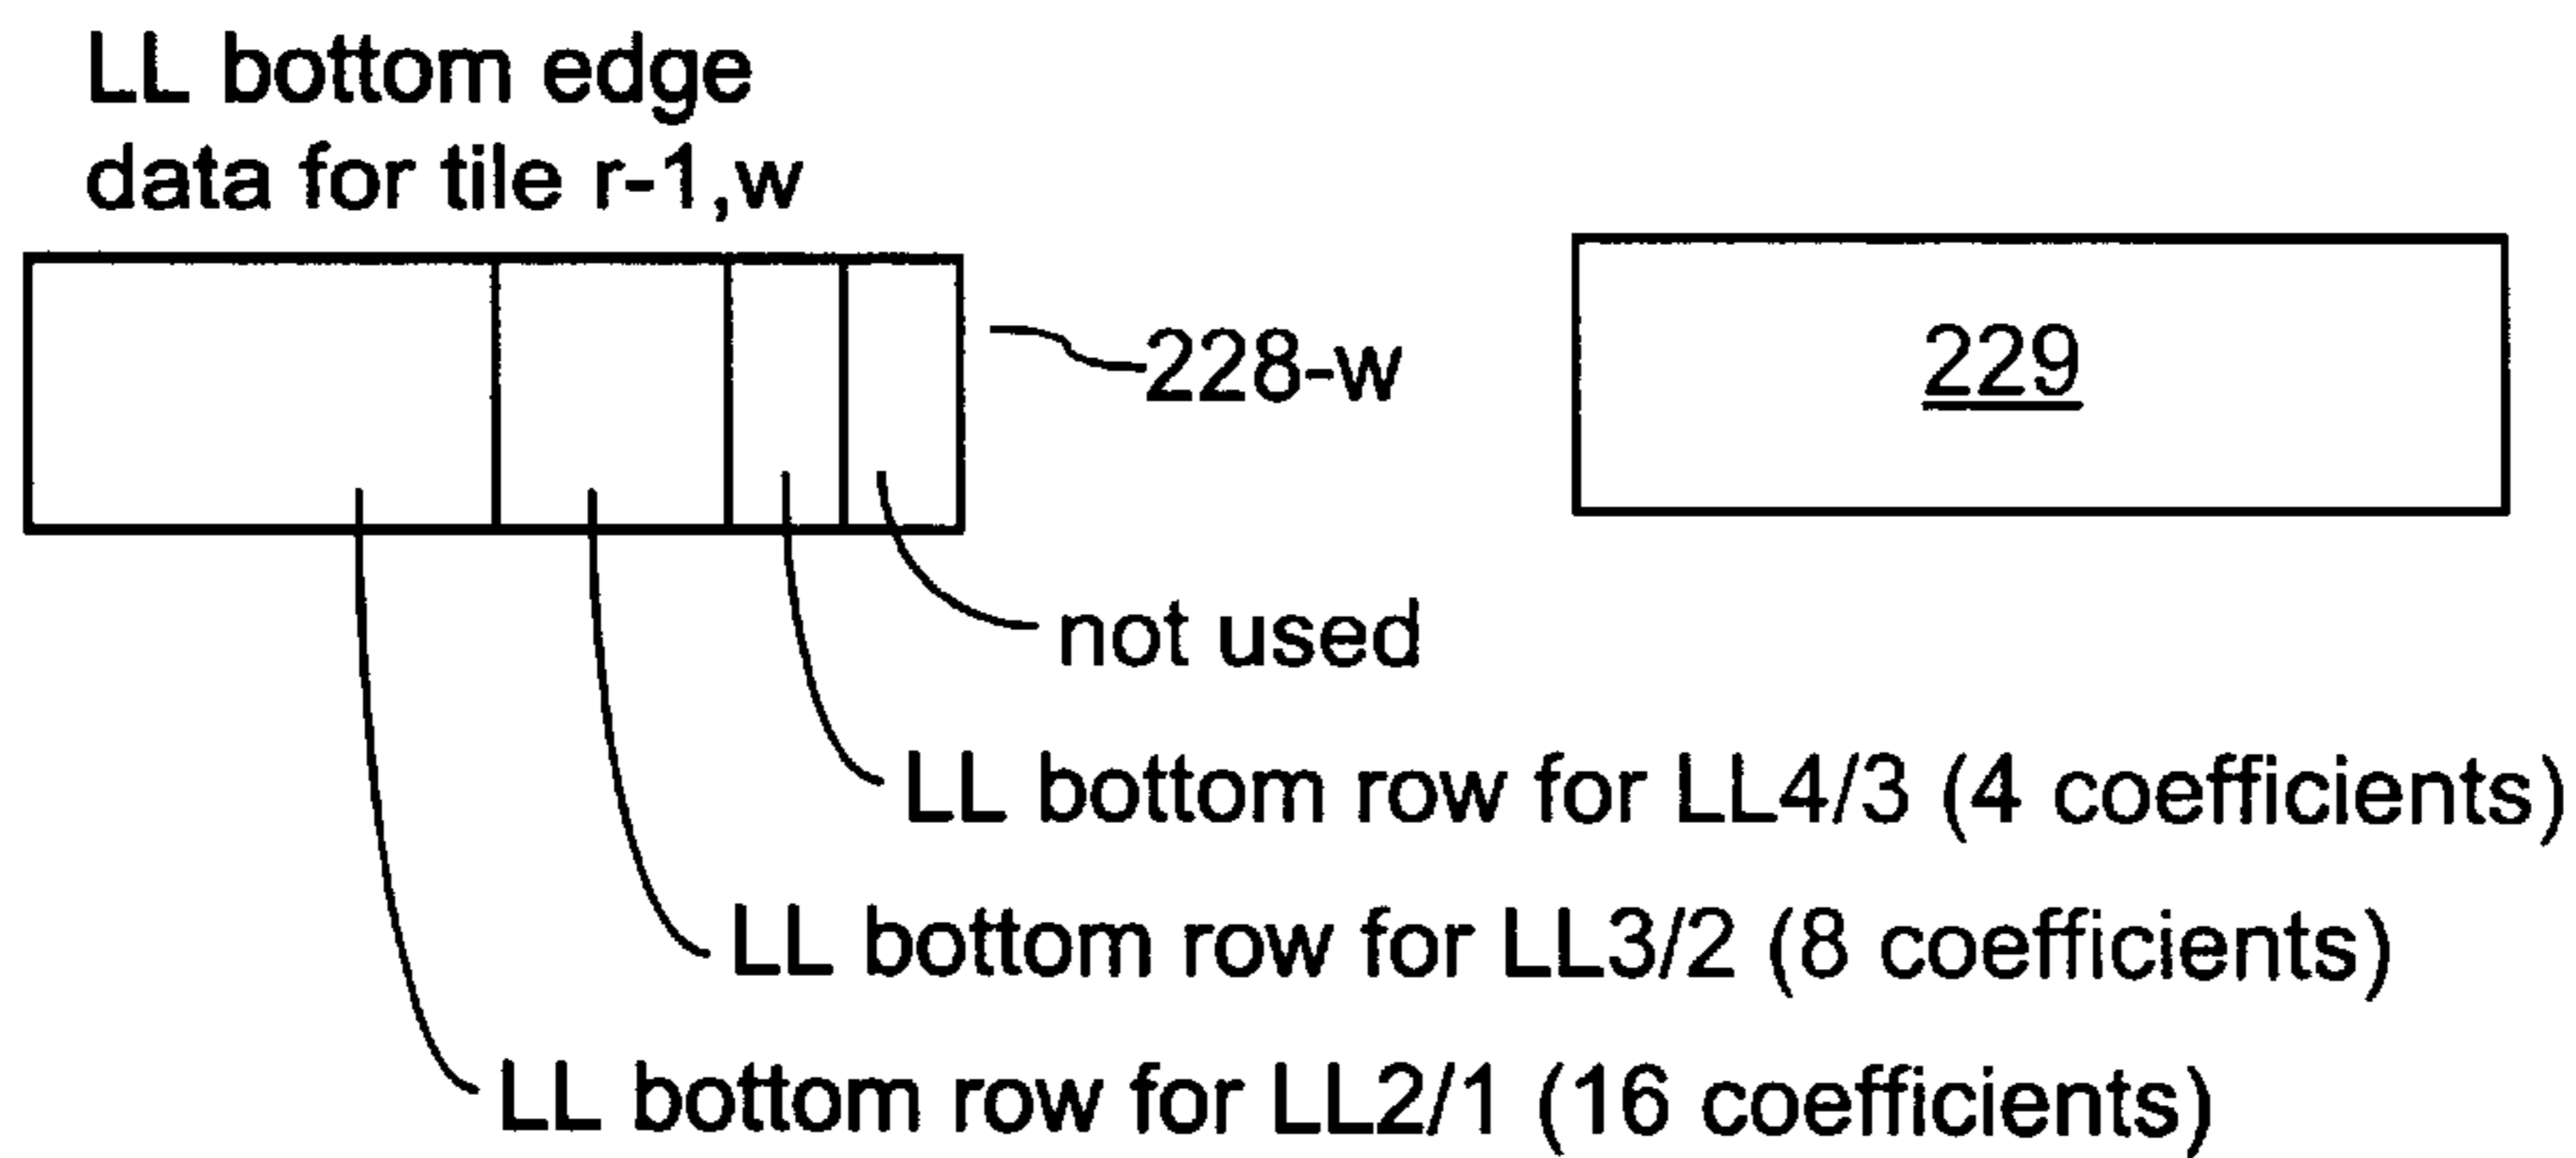 LL bottom edge
data for tile r-1,w
228-w
229
not used
LL bottom row for LL4/3 (4 coefficients)
LL bottom row for LL3/2 (8 coefficients)
LL bottom row for LL2/1 (16 coefficients)